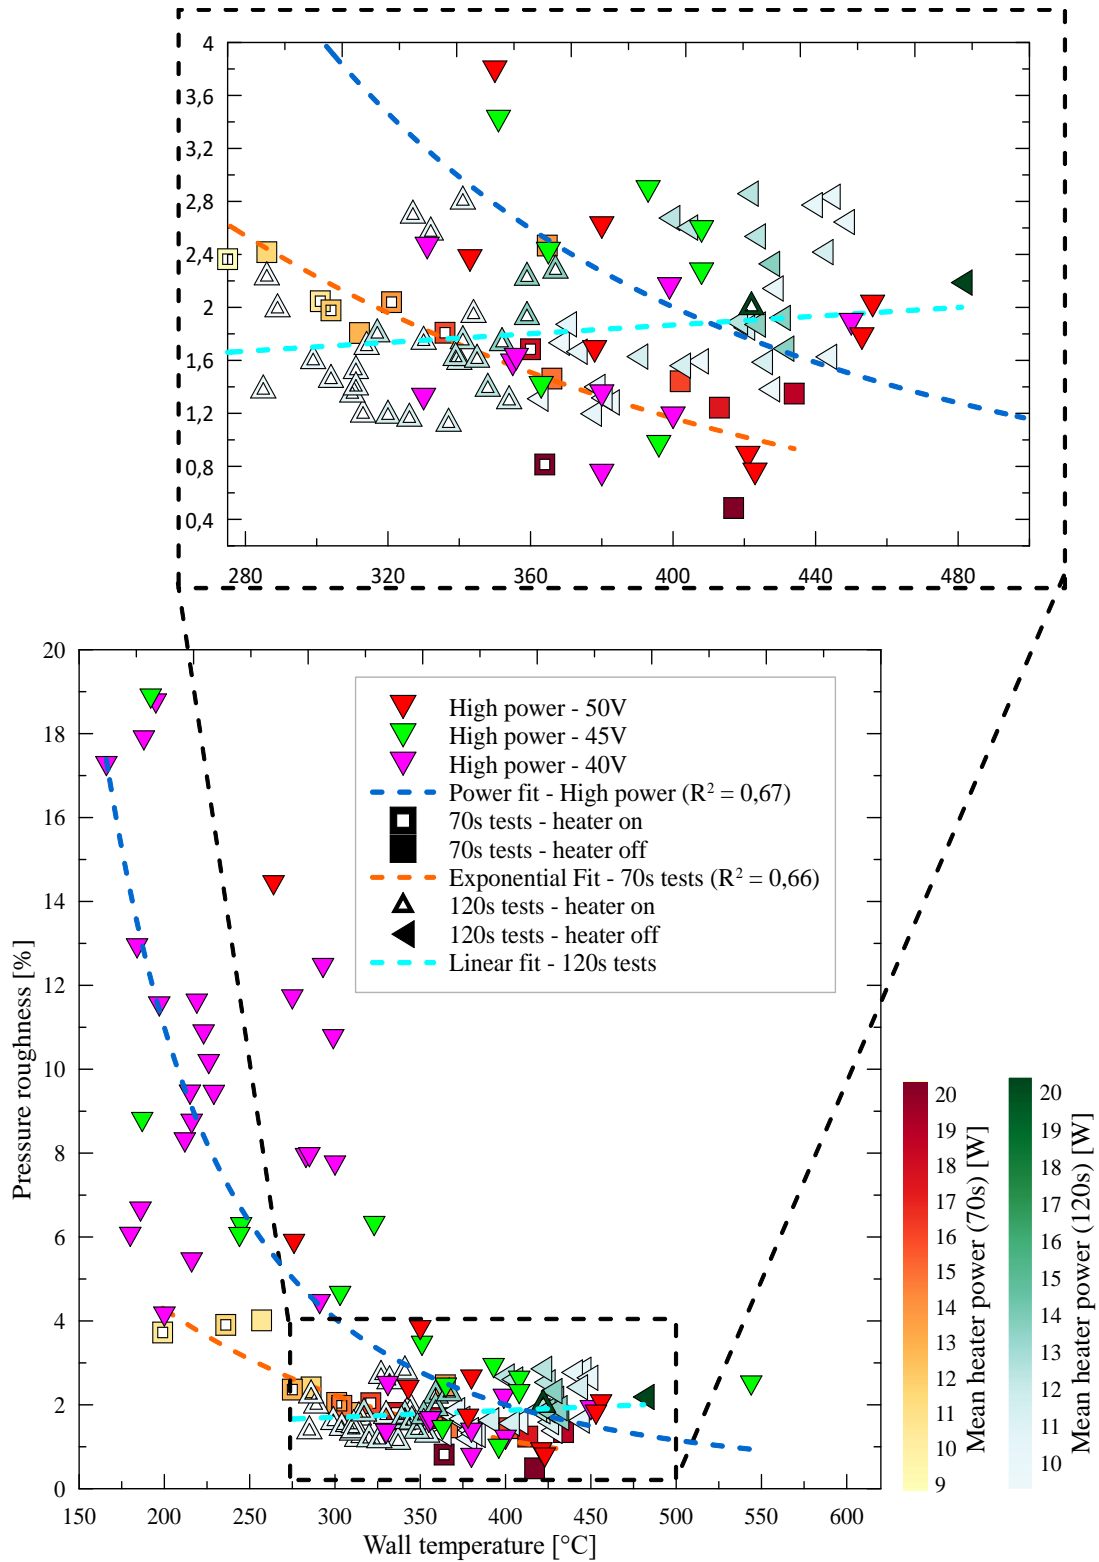 4
3,6
3,2
2,8
2,4
2
1,6
1,2
0,8
0,4
280 320 360 400 440 480
20
18
16
14
12
10
8
6
4
2
0
150 200 250 300 350 400 450 500 550 600
Pressure roughness [%]
Wall temperature [°C]
High power - 50V
High power - 45V
High power - 40V
Power fit - High power (R² = 0,67)
70s tests - heater on
70s tests - heater off
Exponential Fit - 70s tests (R² = 0,66)
120s tests - heater on
120s tests - heater off
Linear fit - 120s tests
20
19
18
17
16
15
14
13
12
11
10
9
Mean heater power (70s) [W]
20
19
18
17
16
15
14
13
12
11
10
Mean heater power (120s) [W]